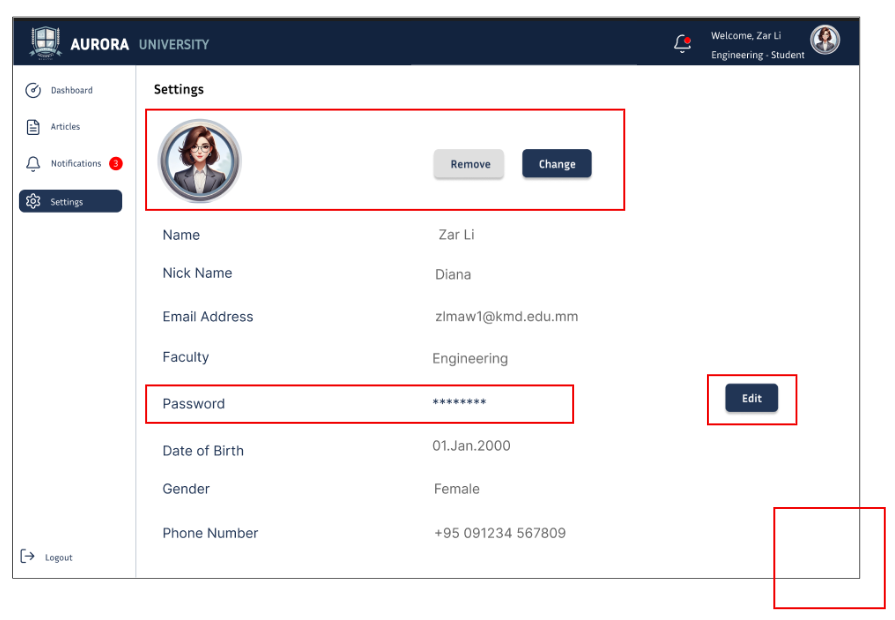 AURORA UNIVERSITY
Welcome, Zar Li
Engineering - Student
Dashboard
Articles
Notifications 3
Settings
Logout
Settings
Remove Change
Name Zar Li
Nick Name Diana
Email Address zlmaw1@kmd.edu.mm
Faculty Engineering
Password ********
Edit
Date of Birth 01.Jan.2000
Gender Female
Phone Number +95 091234 567809